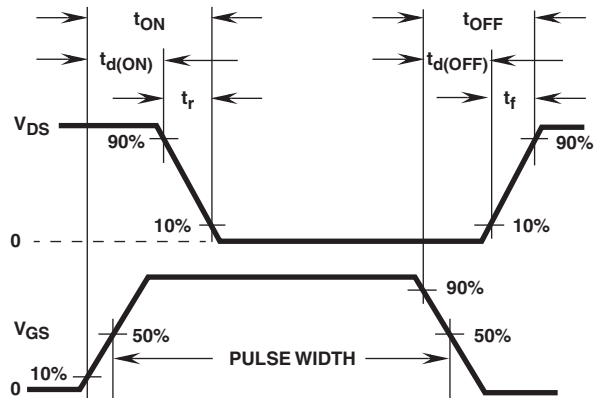 tON tOFF
td(ON) td(OFF)
tr tf
VDS
90% 90%
10% 10%
0
90%
VGS 50% 50%
10% PULSE WIDTH
0